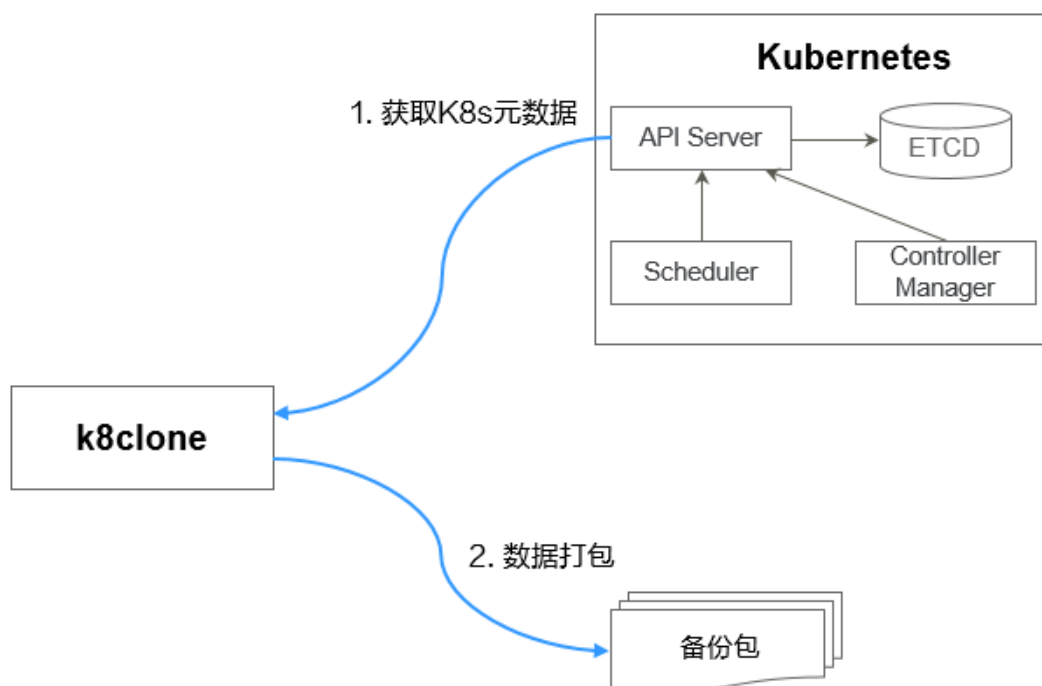 Kubernetes
1. 获取K8s元数据
API Server
ETCD
Scheduler
Controller
Manager
k8clone
2. 数据打包
备份包